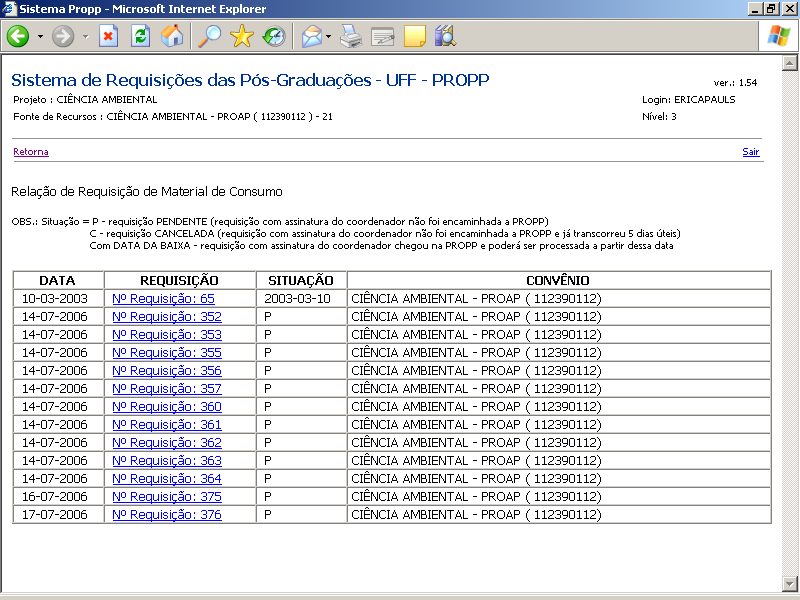 Sistema Propp - Microsoft Internet Explorer
Sistema de Requisições das Pós-Graduações - UFF - PROPP
ver.: 1.54
Projeto : CIÊNCIA AMBIENTAL
Login: ERICAPAULS
Fonte de Recursos : CIÊNCIA AMBIENTAL - PROAP ( 112390112 ) - 21
Nível: 3
Retorna
Sair
Relação de Requisição de Material de Consumo
OBS.: Situação = P - requisição PENDENTE (requisição com assinatura do coordenador não foi encaminhada a PROPP)
C - requisição CANCELADA (requisição com assinatura do coordenador não foi encaminhada a PROPP e já transcorreu 5 dias úteis)
Com DATA DA BAIXA - requisição com assinatura do coordenador chegou na PROPP e poderá ser processada a partir dessa data
DATA REQUISIÇÃO SITUAÇÃO CONVÊNIO
10-03-2003 Nº Requisição: 65 2003-03-10 CIÊNCIA AMBIENTAL - PROAP ( 112390112)
14-07-2006 Nº Requisição: 352 P CIÊNCIA AMBIENTAL - PROAP ( 112390112)
14-07-2006 Nº Requisição: 353 P CIÊNCIA AMBIENTAL - PROAP ( 112390112)
14-07-2006 Nº Requisição: 355 P CIÊNCIA AMBIENTAL - PROAP ( 112390112)
14-07-2006 Nº Requisição: 356 P CIÊNCIA AMBIENTAL - PROAP ( 112390112)
14-07-2006 Nº Requisição: 357 P CIÊNCIA AMBIENTAL - PROAP ( 112390112)
14-07-2006 Nº Requisição: 360 P CIÊNCIA AMBIENTAL - PROAP ( 112390112)
14-07-2006 Nº Requisição: 361 P CIÊNCIA AMBIENTAL - PROAP ( 112390112)
14-07-2006 Nº Requisição: 362 P CIÊNCIA AMBIENTAL - PROAP ( 112390112)
14-07-2006 Nº Requisição: 363 P CIÊNCIA AMBIENTAL - PROAP ( 112390112)
14-07-2006 Nº Requisição: 364 P CIÊNCIA AMBIENTAL - PROAP ( 112390112)
16-07-2006 Nº Requisição: 375 P CIÊNCIA AMBIENTAL - PROAP ( 112390112)
17-07-2006 Nº Requisição: 376 P CIÊNCIA AMBIENTAL - PROAP ( 112390112)